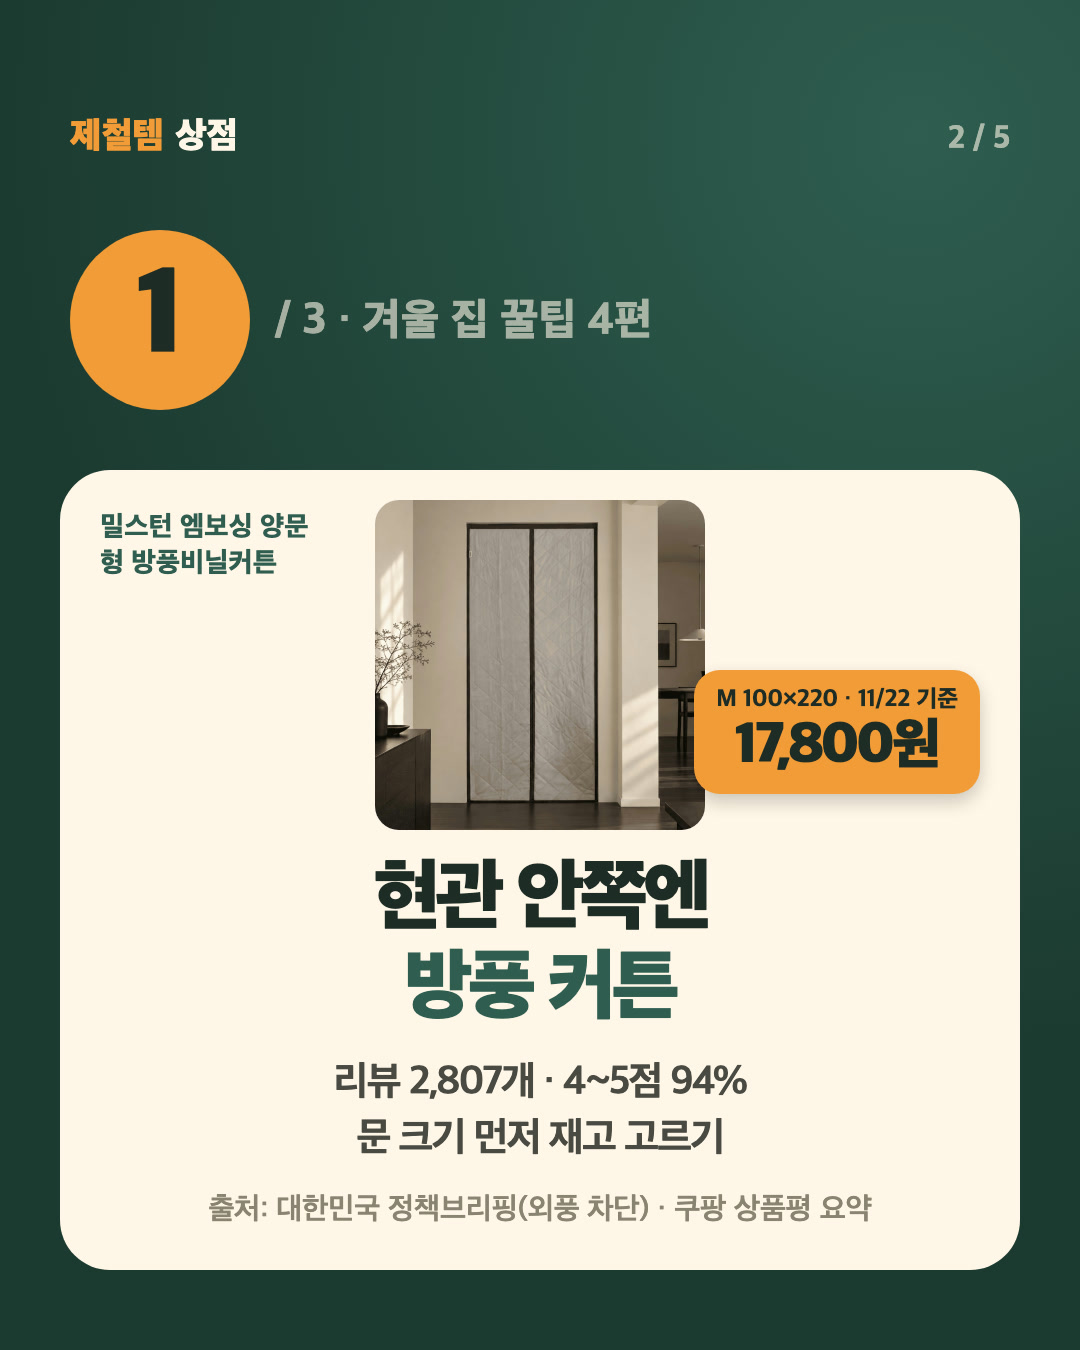 제철템 상점
2 / 5
1
/ 3 · 겨울 집 꿀팁 4편
밀스턴 엠보싱 양문
형 방풍비닐커튼
M 100×220 · 11/22 기준
17,800원
현관 안쪽엔
방풍 커튼
리뷰 2,807개 · 4~5점 94%
문 크기 먼저 재고 고르기
출처: 대한민국 정책브리핑(외풍 차단) · 쿠팡 상품평 요약